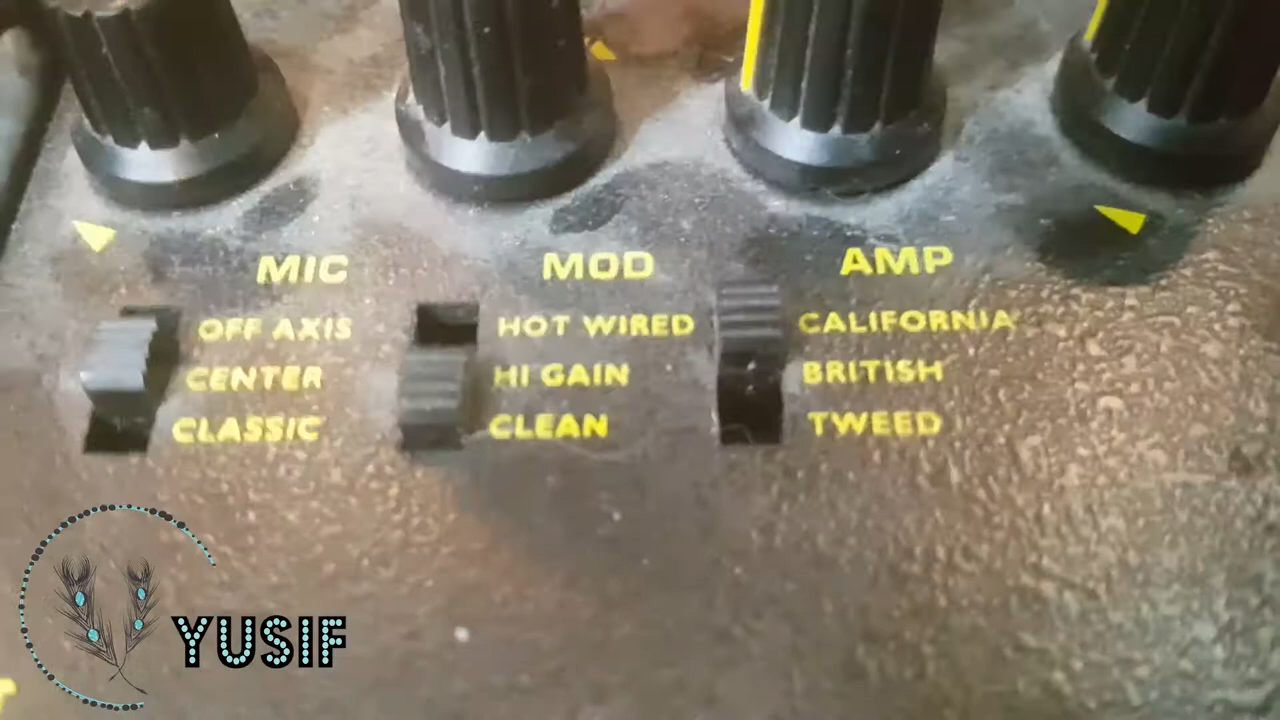 MIC MOD AMP
OFF AXIS HOT WIRED CALIFORNIA
CENTER HI GAIN BRITISH
CLASSIC CLEAN TWEED
YUSIF